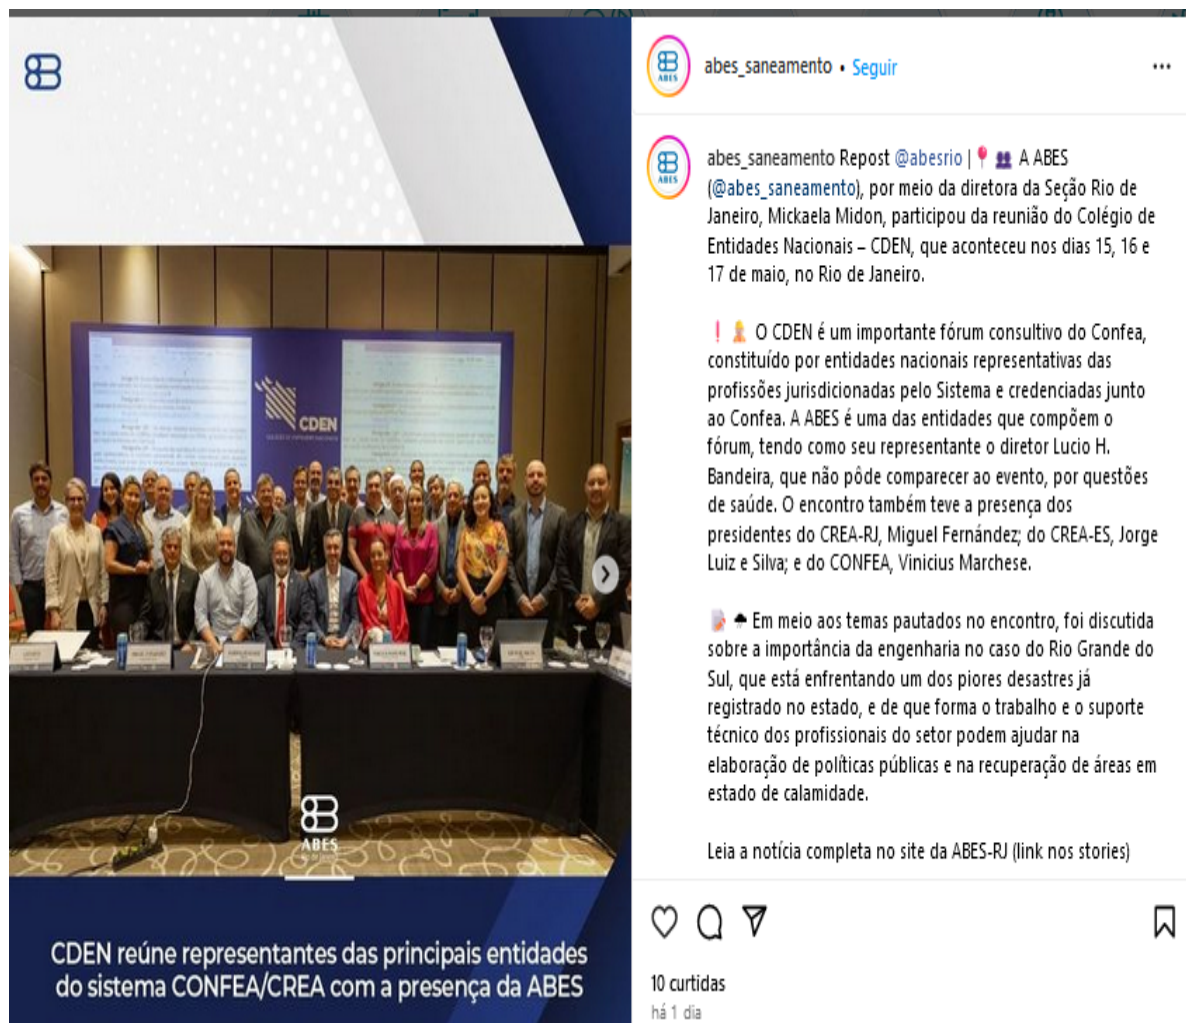 abes_saneamento • Seguir
abes_saneamento Repost @abesrio | A ABES
(@abes_saneamento), por meio da diretora da Seção Rio de
Janeiro, Mickaela Midon, participou da reunião do Colégio de
Entidades Nacionais – CDEN, que aconteceu nos dias 15, 16 e
17 de maio, no Rio de Janeiro.
O CDEN é um importante fórum consultivo do Confea,
constituído por entidades nacionais representativas das
profissões jurisdicionadas pelo Sistema e credenciadas junto
ao Confea. A ABES é uma das entidades que compõem o
fórum, tendo como seu representante o diretor Lucio H.
Bandeira, que não pôde comparecer ao evento, por questões
de saúde. O encontro também teve a presença dos
presidentes do CREA-RJ, Miguel Fernández; do CREA-ES, Jorge
Luiz e Silva; e do CONFEA, Vinicius Marchese.
Em meio aos temas pautados no encontro, foi discutida
sobre a importância da engenharia no caso do Rio Grande do
Sul, que está enfrentando um dos piores desastres já
registrado no estado, e de que forma o trabalho e o suporte
técnico dos profissionais do setor podem ajudar na
elaboração de políticas públicas e na recuperação de áreas em
estado de calamidade.
Leia a notícia completa no site da ABES-RJ (link nos stories)
10 curtidas
há 1 dia
ABES
ABES
CDEN
ABES
Rio de Janeiro
CDEN reúne representantes das principais entidades
do sistema CONFEA/CREA com a presença da ABES